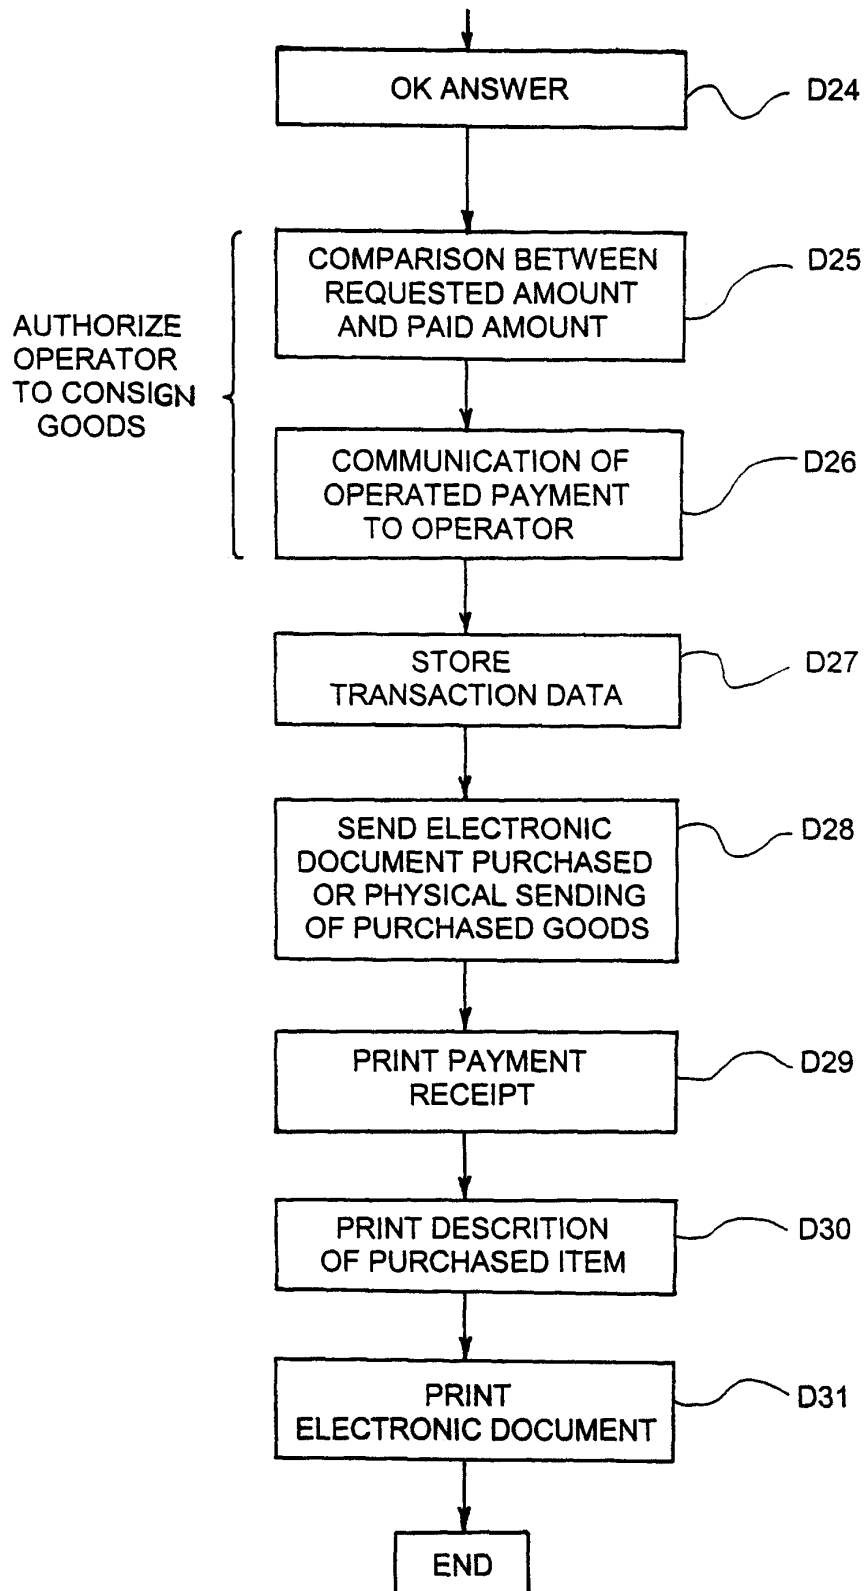 OK ANSWER
D24
COMPARISON BETWEEN
REQUESTED AMOUNT
AND PAID AMOUNT
D25
AUTHORIZE
OPERATOR
TO CONSIGN
GOODS
COMMUNICATION OF
OPERATED PAYMENT
TO OPERATOR
D26
STORE
TRANSACTION DATA
D27
SEND ELECTRONIC
DOCUMENT PURCHASED
OR PHYSICAL SENDING
OF PURCHASED GOODS
D28
PRINT PAYMENT
RECEIPT
D29
PRINT DESCRITION
OF PURCHASED ITEM
D30
PRINT
ELECTRONIC DOCUMENT
D31
END